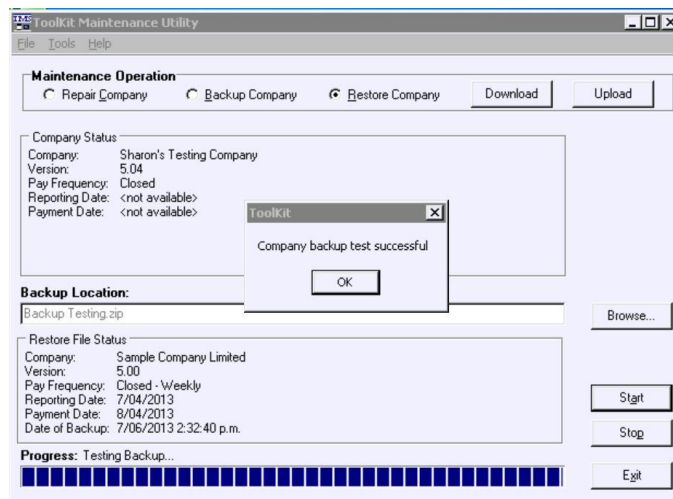 IMS ToolKit Maintenance Utility
File Tools Help
Maintenance Operation
Repair Company Backup Company Restore Company Download Upload
Company Status
Company: Sharon's Testing Company
Version: 5.04
Pay Frequency: Closed
Reporting Date: <not available>
Payment Date: <not available>
ToolKit
Company backup test successful
OK
Backup Location:
Backup Testing.zip Browse...
Restore File Status
Company: Sample Company Limited
Version: 5.00
Pay Frequency: Closed - Weekly
Reporting Date: 7/04/2013
Payment Date: 8/04/2013
Date of Backup: 7/06/2013 2:32:40 p.m.
Start
Stop
Progress: Testing Backup...
Exit